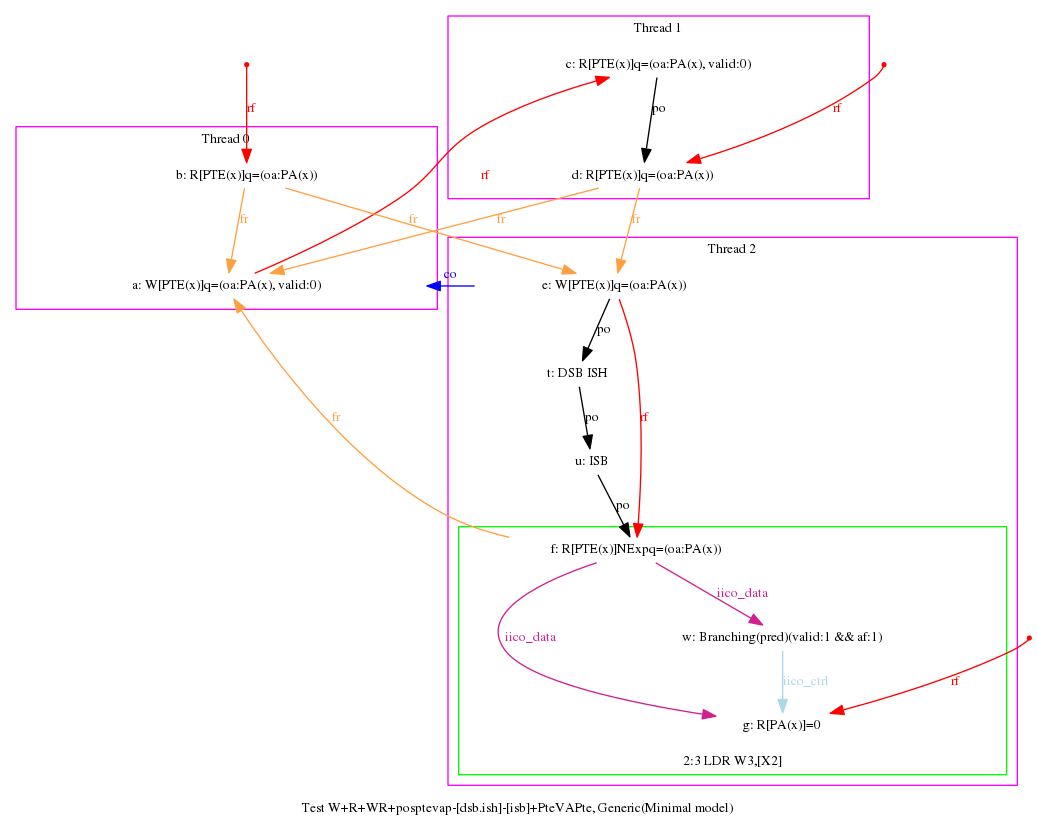 Thread 1
c: R[PTE(x)]q=(oa:PA(x), valid:0)
rf
po
rf
Thread 0
b: R[PTE(x)]q=(oa:PA(x))
rf
d: R[PTE(x)]q=(oa:PA(x))
fr
fr
fr
fr
Thread 2
co
a: W[PTE(x)]q=(oa:PA(x), valid:0)
e: W[PTE(x)]q=(oa:PA(x))
po
t: DSB ISH
fr
po
rf
u: ISB
po
f: R[PTE(x)]NExpq=(oa:PA(x))
iico_data
iico_data
w: Branching(pred)(valid:1 && af:1)
iico_ctrl
rf
g: R[PA(x)]=0
2:3 LDR W3,[X2]
Test W+R+WR+posptevap-[dsb.ish]-[isb]+PteVAPte, Generic(Minimal model)